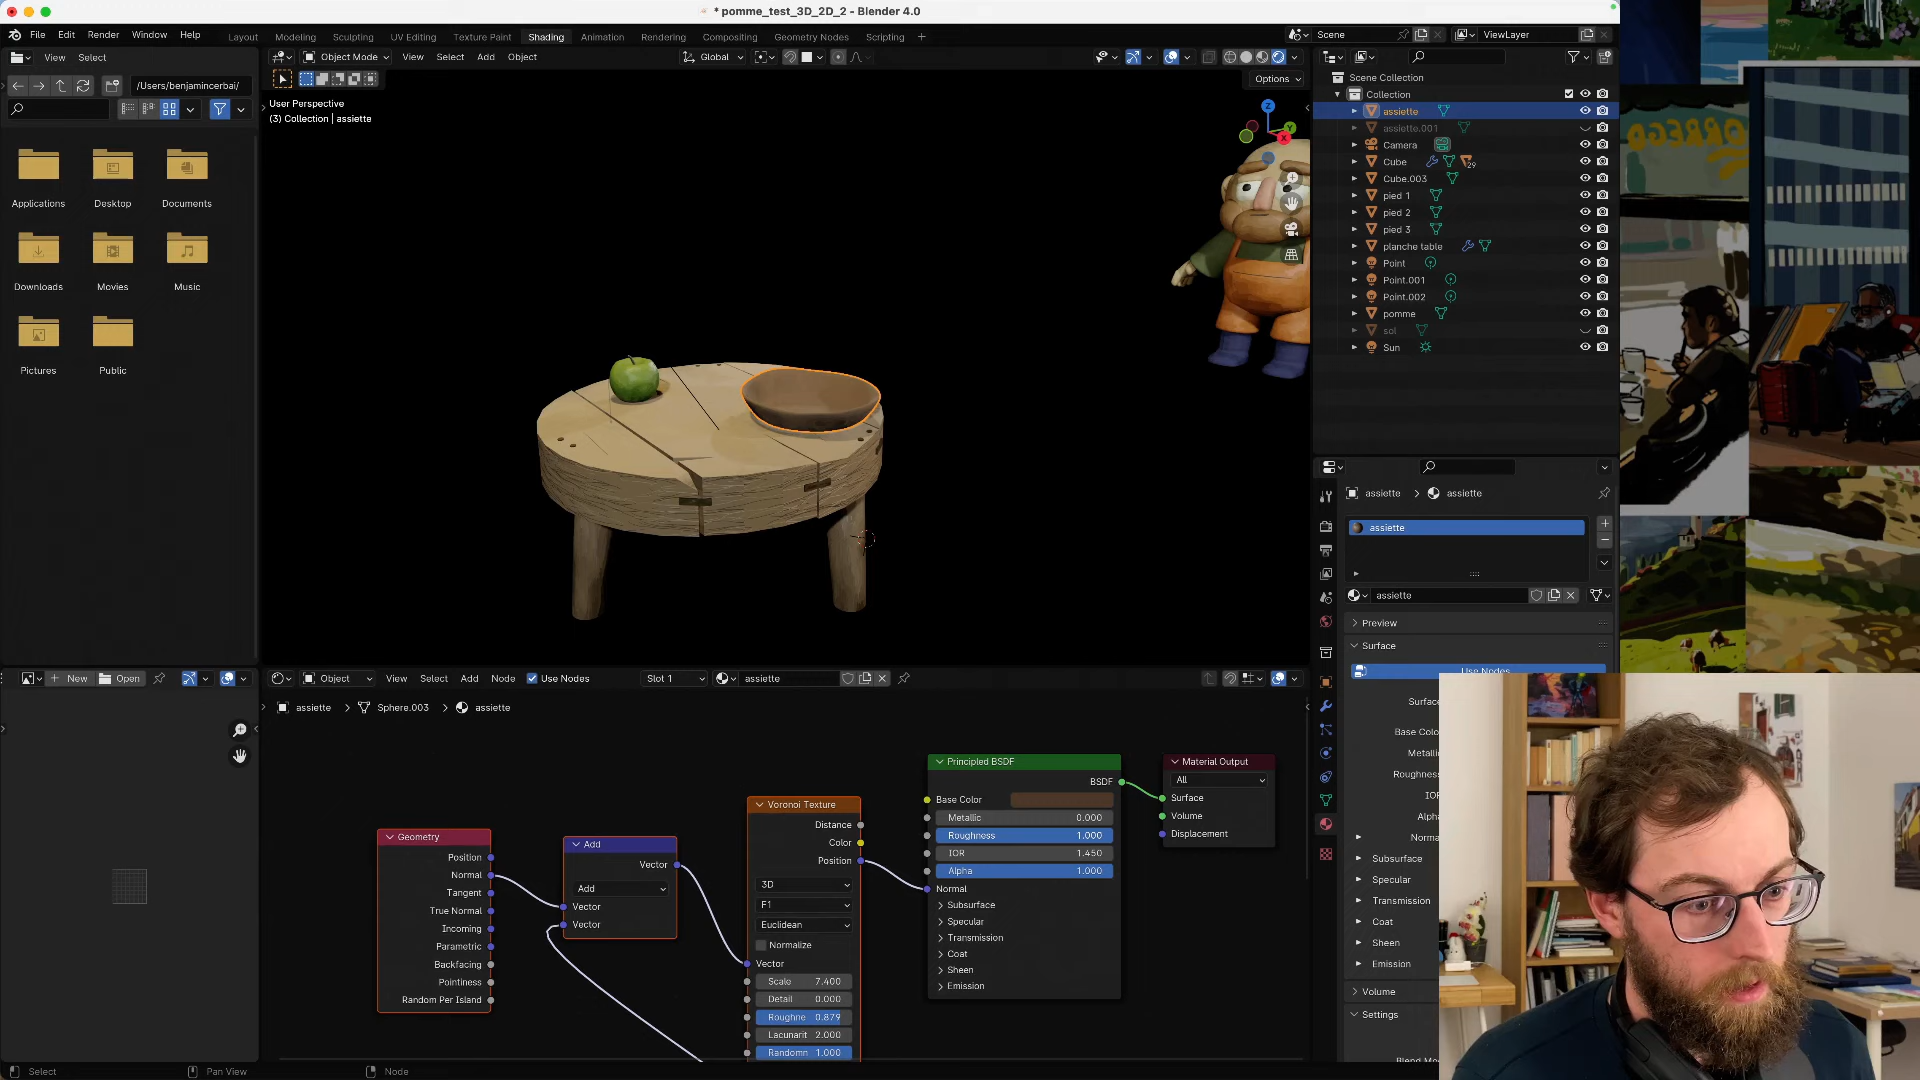 * pomme_test_3D_2D_2 - Blender 4.0
File Edit Render Window Help Layout Modeling Sculpting UV Editing Texture Paint Shading Animation Rendering Compositing Geometry Nodes Scripting + Scene ViewLayer
View Select Object Mode View Select Add Object Global
/Users/benjamincerbai/ Options
User Perspective
(3) Collection | assiette
Applications Desktop Documents
Downloads Movies Music
Pictures Public
Z
Y
X
Scene Collection
Collection
assiette
assiette.001
Camera
Cube 29
Cube.003
pied 1
pied 2
pied 3
planche table
Point
Point.001
Point.002
pomme
sol
Sun
assiette > assiette
assiette
assiette
Preview
Surface
Use Nodes
Surfac
Base Color
Metallic
Roughness
IOR
Alpha
Norma
Subsurface
Specular
Transmission
Coat
Sheen
Emission
Volume
Settings
New Open Object View Select Add Node Use Nodes Slot 1 assiette
assiette > Sphere.003 > assiette
Geometry
Position
Normal
Tangent
True Normal
Incoming
Parametric
Backfacing
Pointiness
Random Per Island
Add
Vector
Add
Vector
Vector
Voronoi Texture
Distance
Color
Position
3D
F1
Euclidean
Normalize
Vector
Scale 7.400
Detail 0.000
Roughne 0.879
Lacunarit 2.000
Randomn 1.000
Principled BSDF
BSDF
Base Color
Metallic 0.000
Roughness 1.000
IOR 1.450
Alpha 1.000
Normal
Subsurface
Specular
Transmission
Coat
Sheen
Emission
Material Output
All
Surface
Volume
Displacement
Select Pan View Node